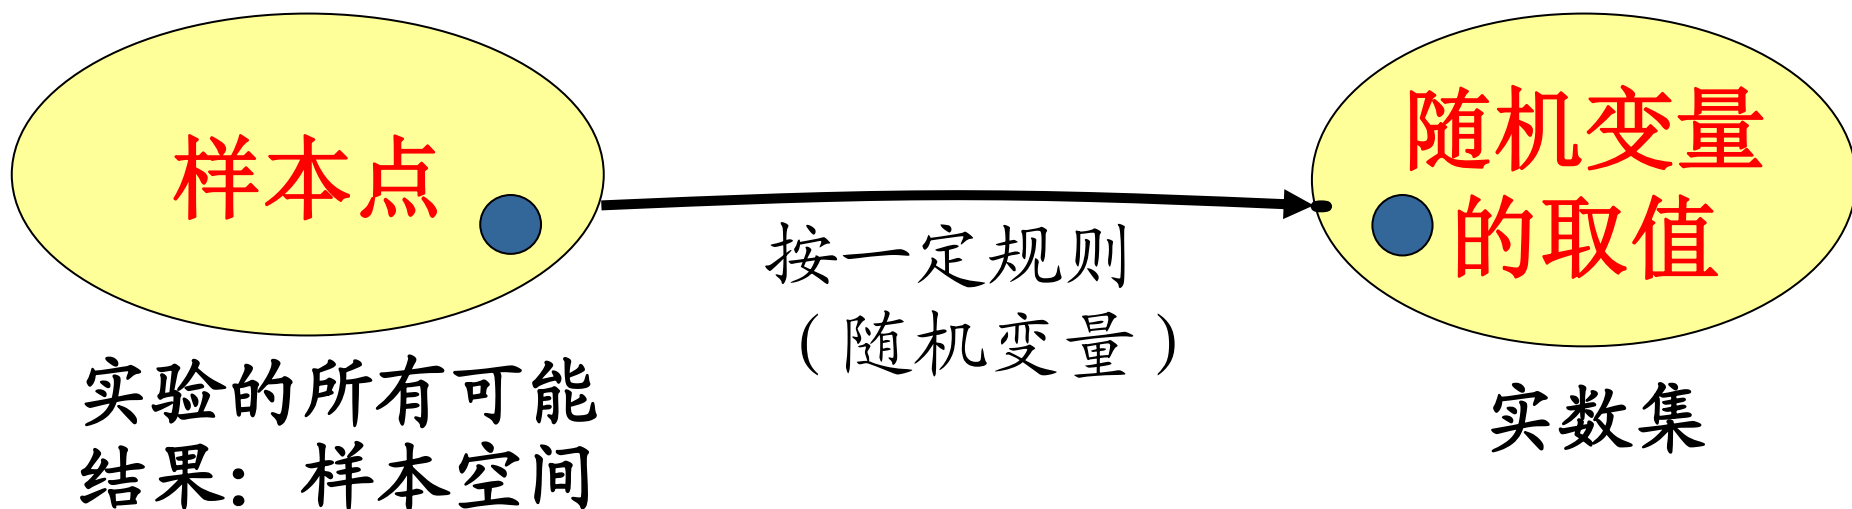 样本点
随机变量
的取值
按一定规则
（随机变量）
实验的所有可能
结果：样本空间
实数集